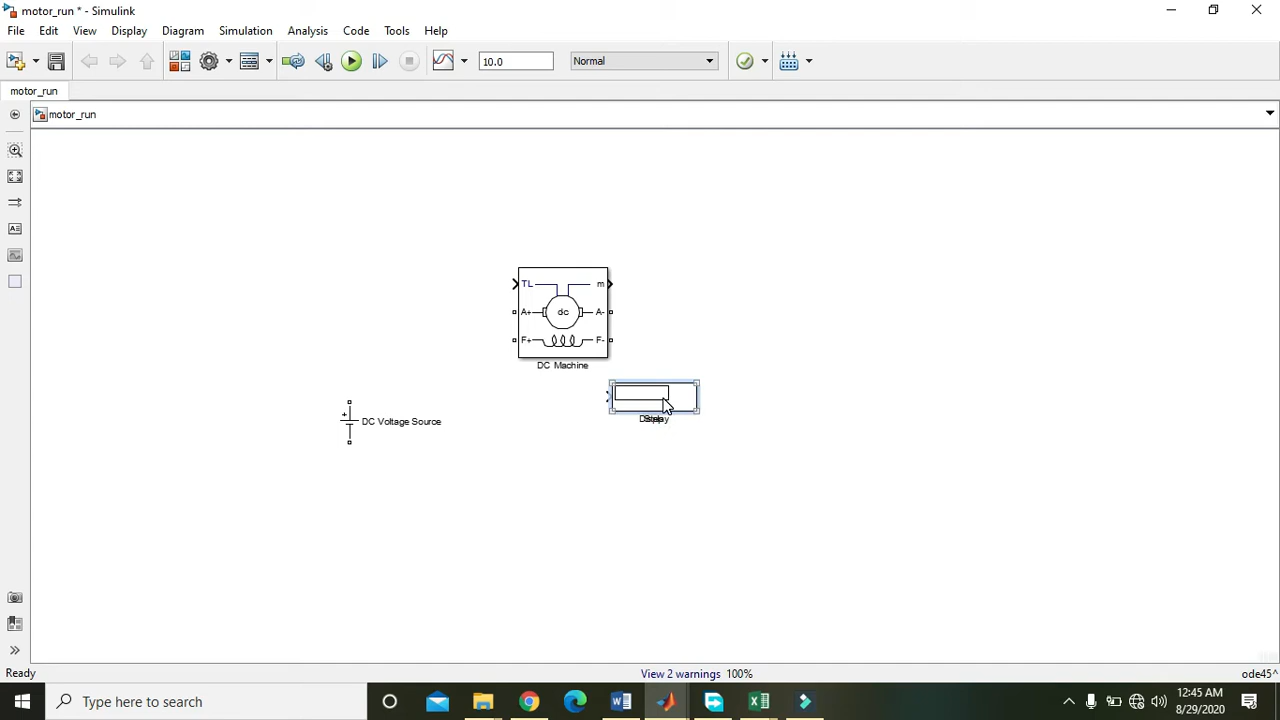 motor_run * - Simulink
File Edit View Display Diagram Simulation Analysis Code Tools Help
10.0 Normal
motor_run
motor_run
TL m
A+ dc A-
F+ F-
DC Machine
+ DC Voltage Source
Ready View 2 warnings 100% ode45^
Type here to search
12:45 AM
8/29/2020